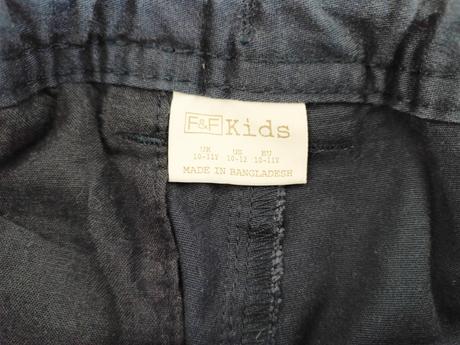 F&F Kids
UK US EU
10-11Y 10-12 10-11Y
MADE IN BANGLADESH